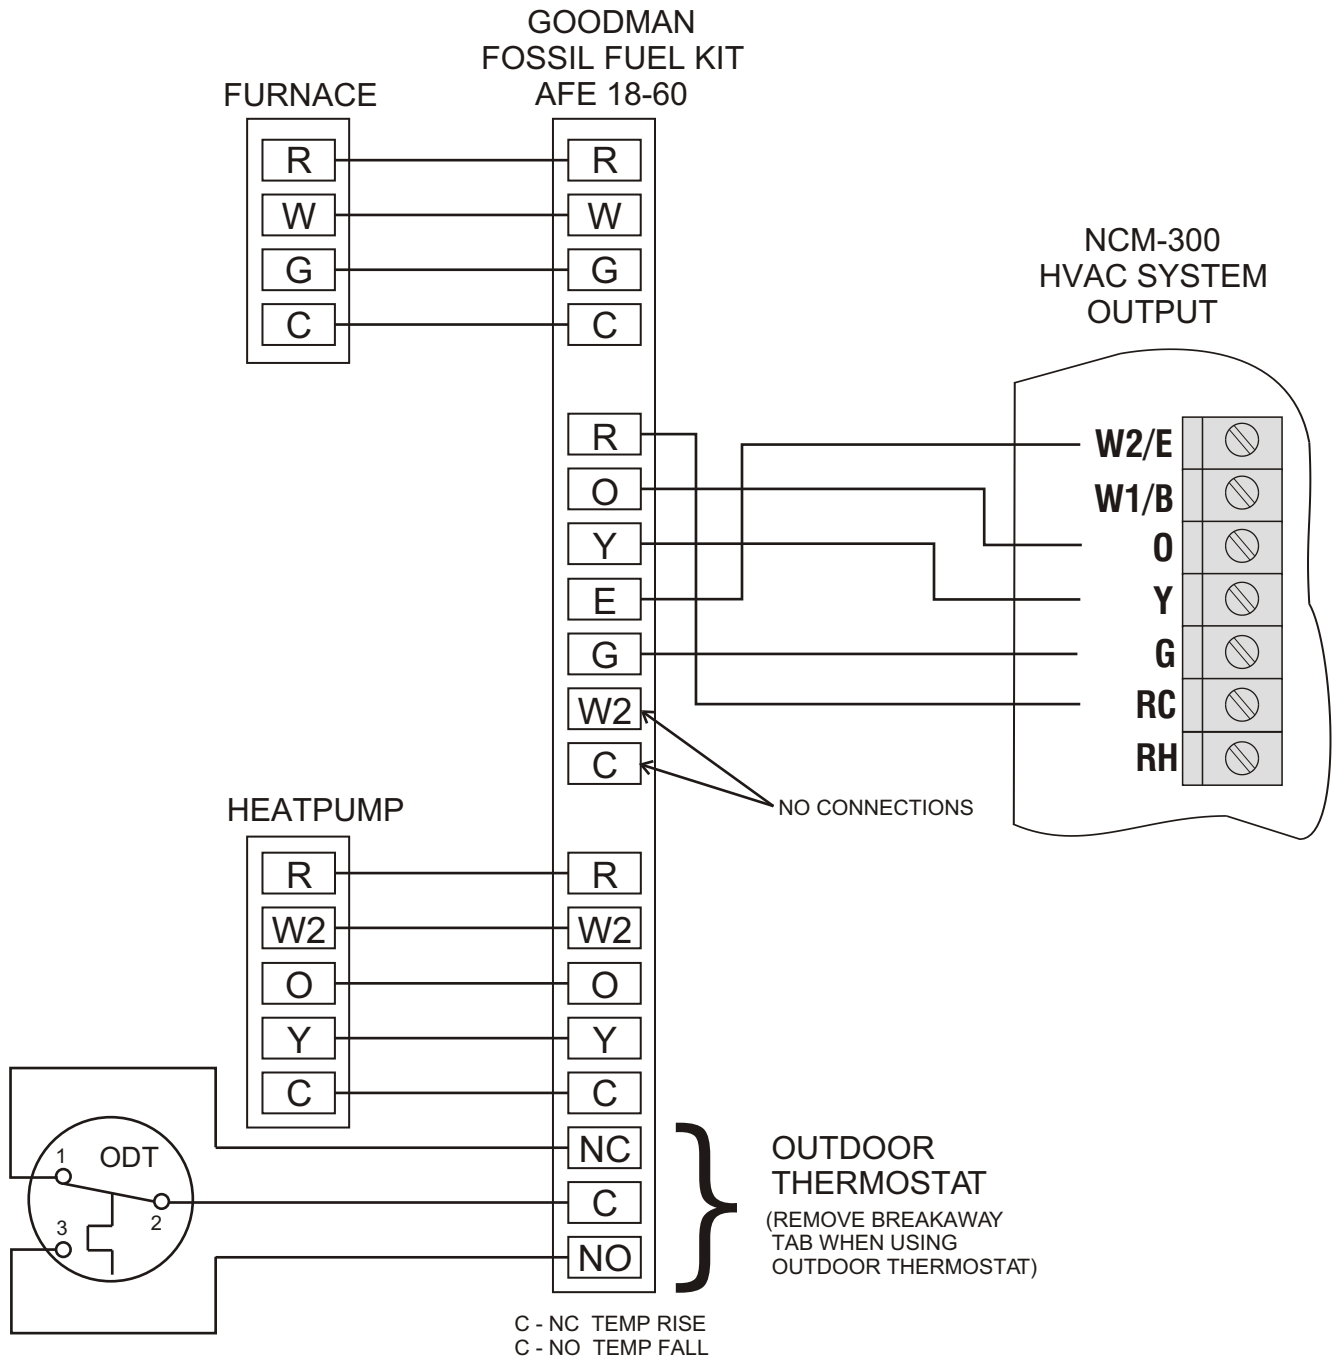 GOODMAN
FOSSIL FUEL KIT
AFE 18-60
FURNACE
R
W
G
C
R
W
G
C
NCM-300
HVAC SYSTEM
OUTPUT
R
O
Y
E
G
W2
C
W2/E
W1/B
O
Y
G
RC
RH
NO CONNECTIONS
HEATPUMP
R
W2
O
Y
C
R
W2
O
Y
C
NC
C
NO
ODT
1
2
3
OUTDOOR
THERMOSTAT
(REMOVE BREAKAWAY
TAB WHEN USING
OUTDOOR THERMOSTAT)
C - NC TEMP RISE
C - NO TEMP FALL